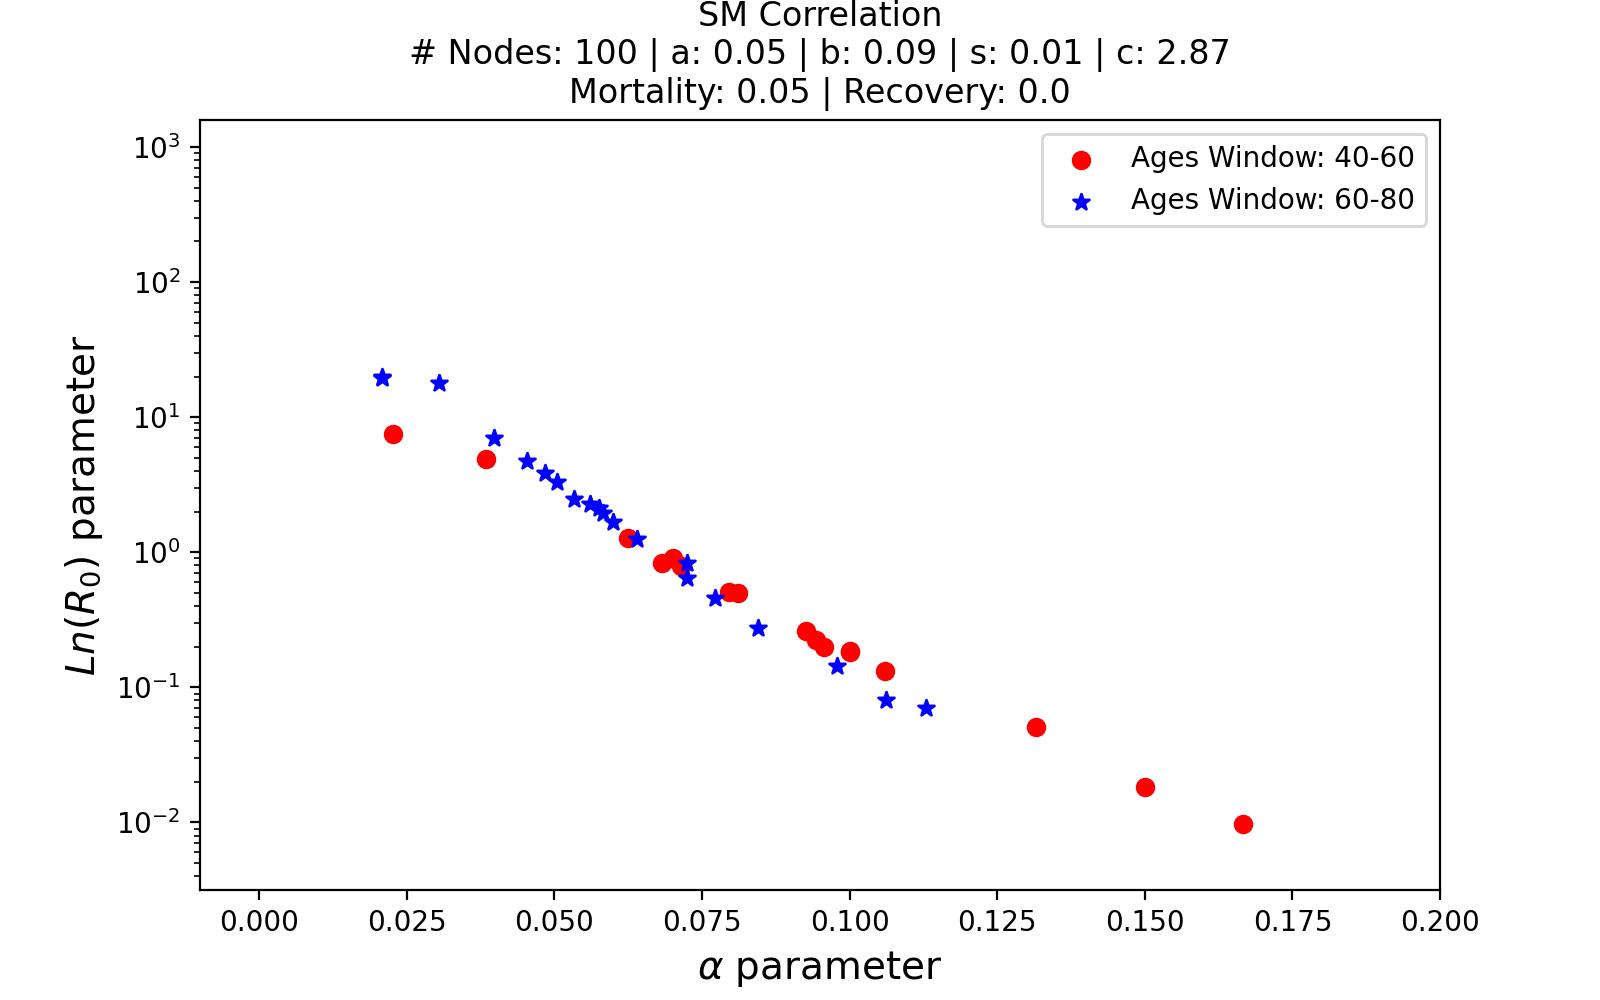 SM Correlation
# Nodes: 100 | a: 0.05 | b: 0.09 | s: 0.01 | c: 2.87
Mortality: 0.05 | Recovery: 0.0
Ages Window: 40-60
Ages Window: 60-80
10³
10²
10¹
10⁰
10⁻¹
10⁻²
Ln(R₀) parameter
0.000 0.025 0.050 0.075 0.100 0.125 0.150 0.175 0.200
α parameter